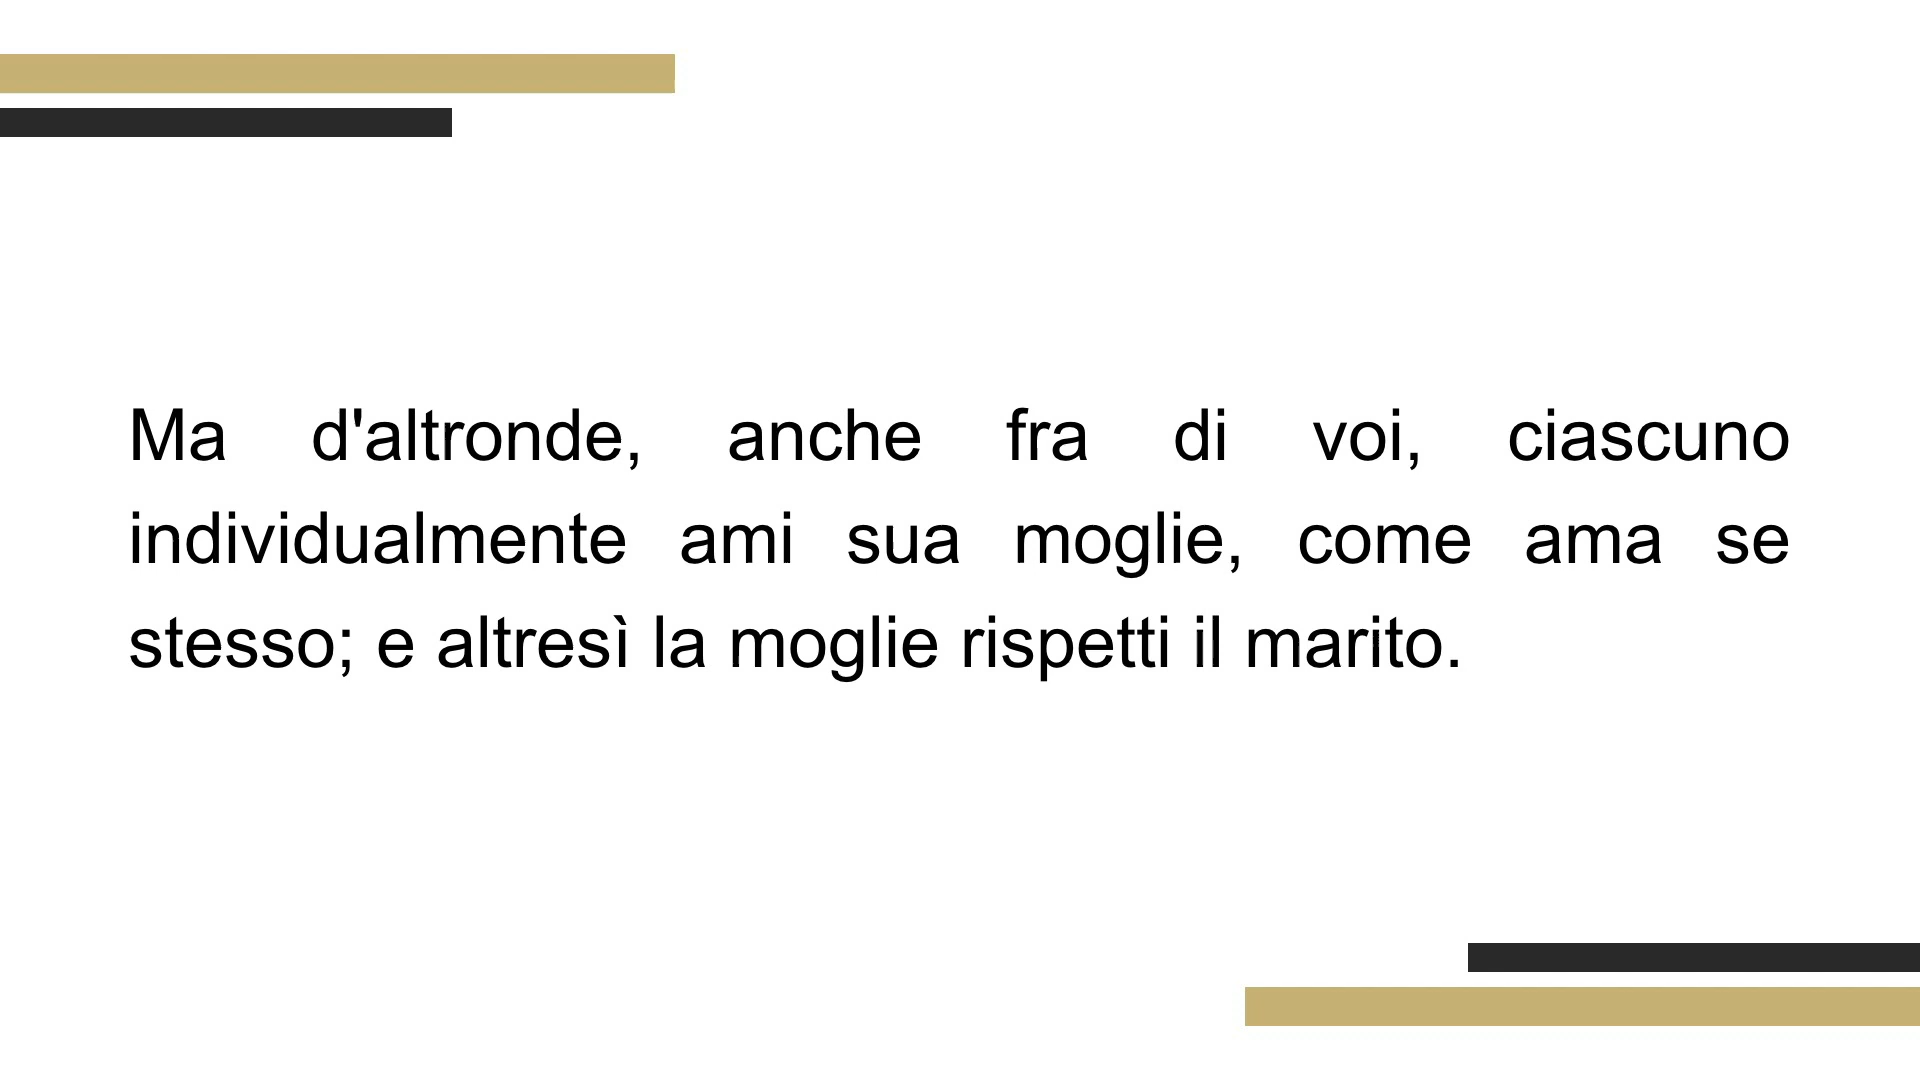 Ma d'altronde, anche fra di voi, ciascuno
individualmente ami sua moglie, come ama se
stesso; e altresì la moglie rispetti il marito.